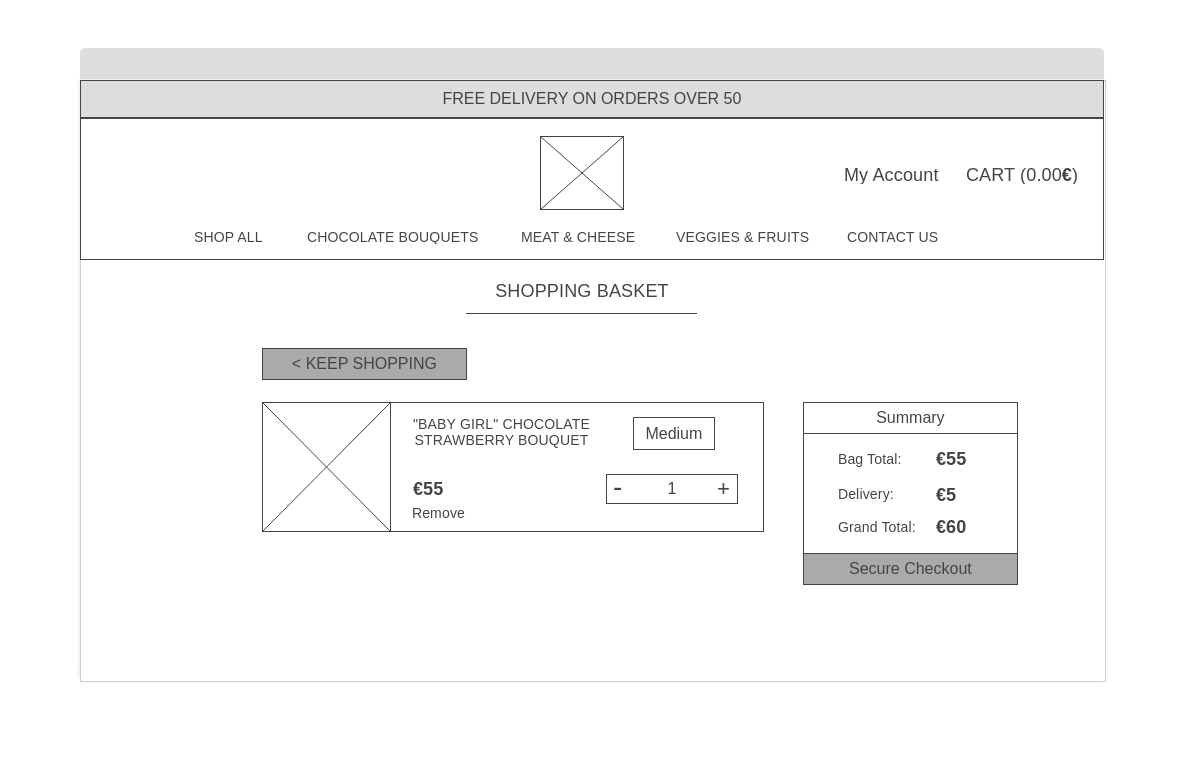 FREE DELIVERY ON ORDERS OVER 50
My Account CART (0.00€)
SHOP ALL CHOCOLATE BOUQUETS MEAT & CHEESE VEGGIES & FRUITS CONTACT US
SHOPPING BASKET
< KEEP SHOPPING
"BABY GIRL" CHOCOLATE
STRAWBERRY BOUQUET
Medium
€55
- 1 +
Remove
Summary
Bag Total: €55
Delivery: €5
Grand Total: €60
Secure Checkout